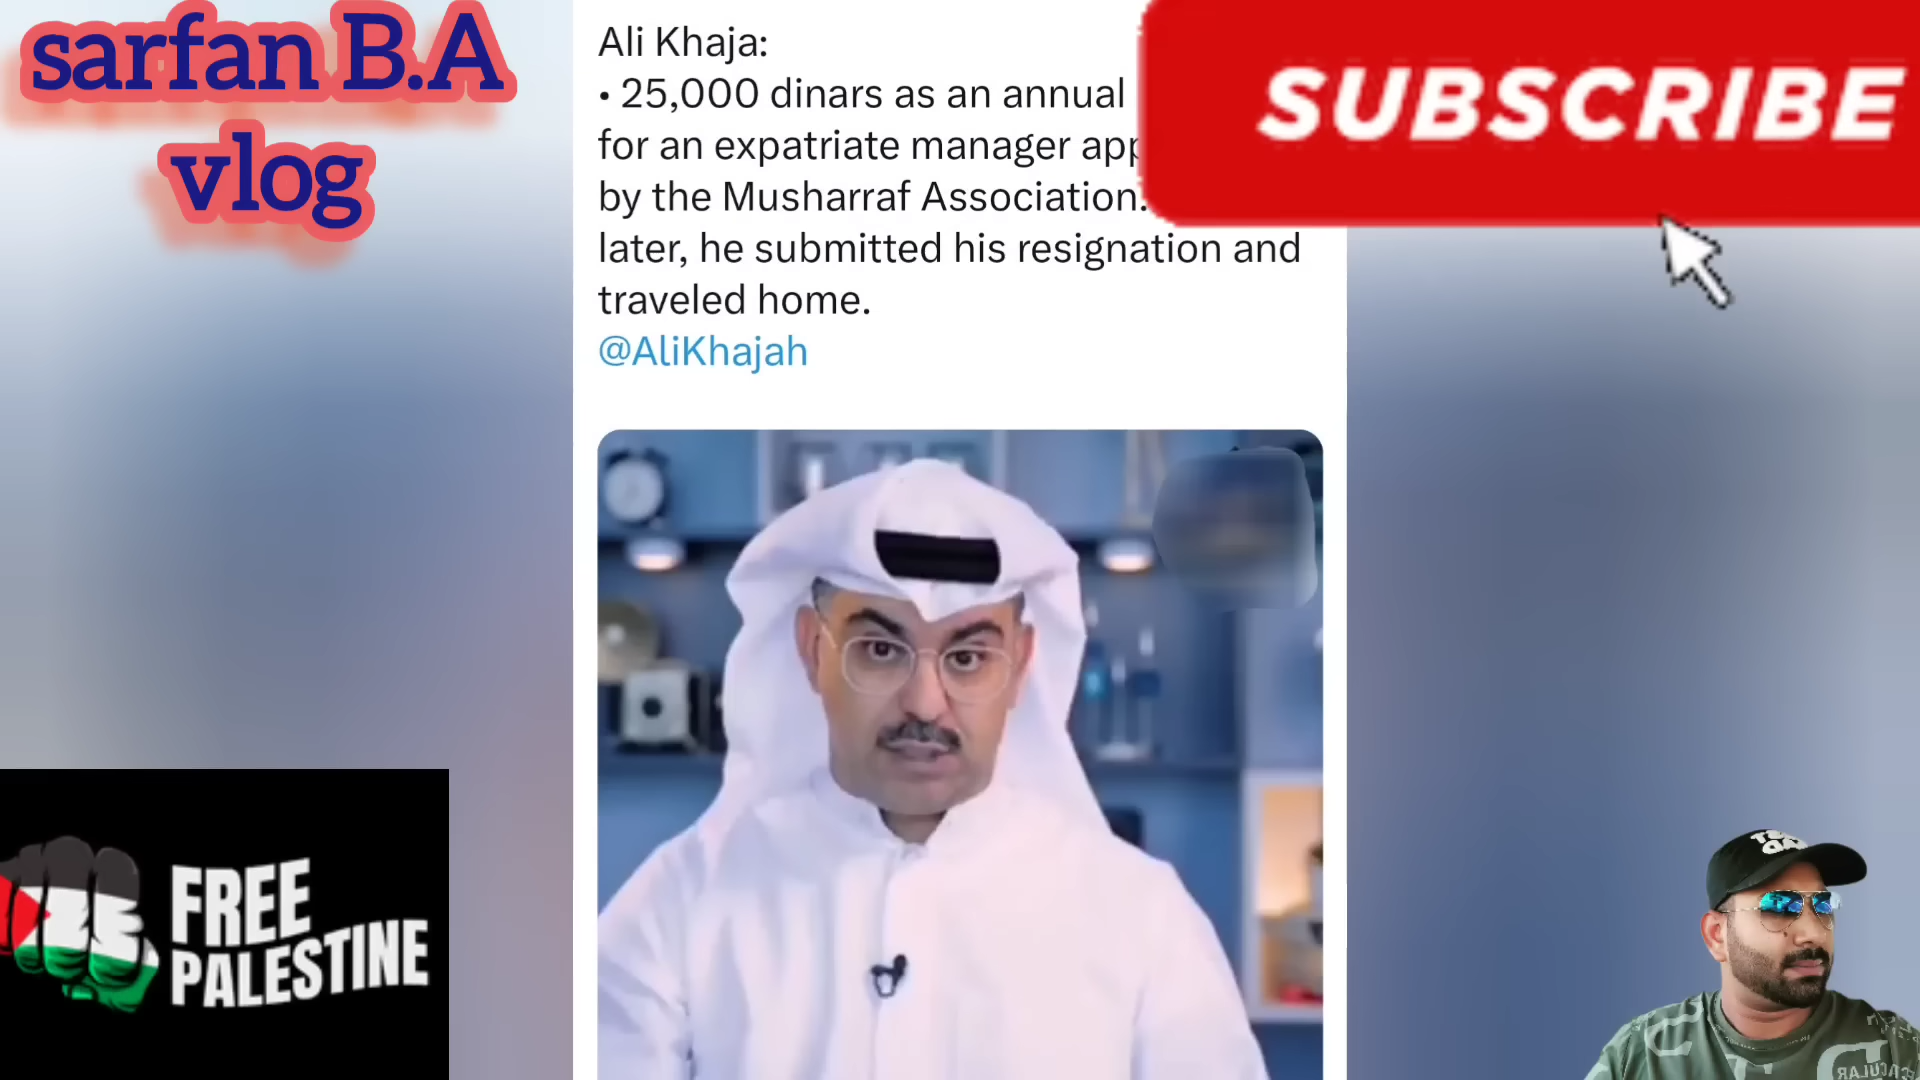 sarfan B.A
vlog
Ali Khaja:
• 25,000 dinars as an annual
for an expatriate manager
by the Musharraf Association.
later, he submitted his resignation and
traveled home.
@AliKhajah
SUBSCRIBE
FREE
PALESTINE